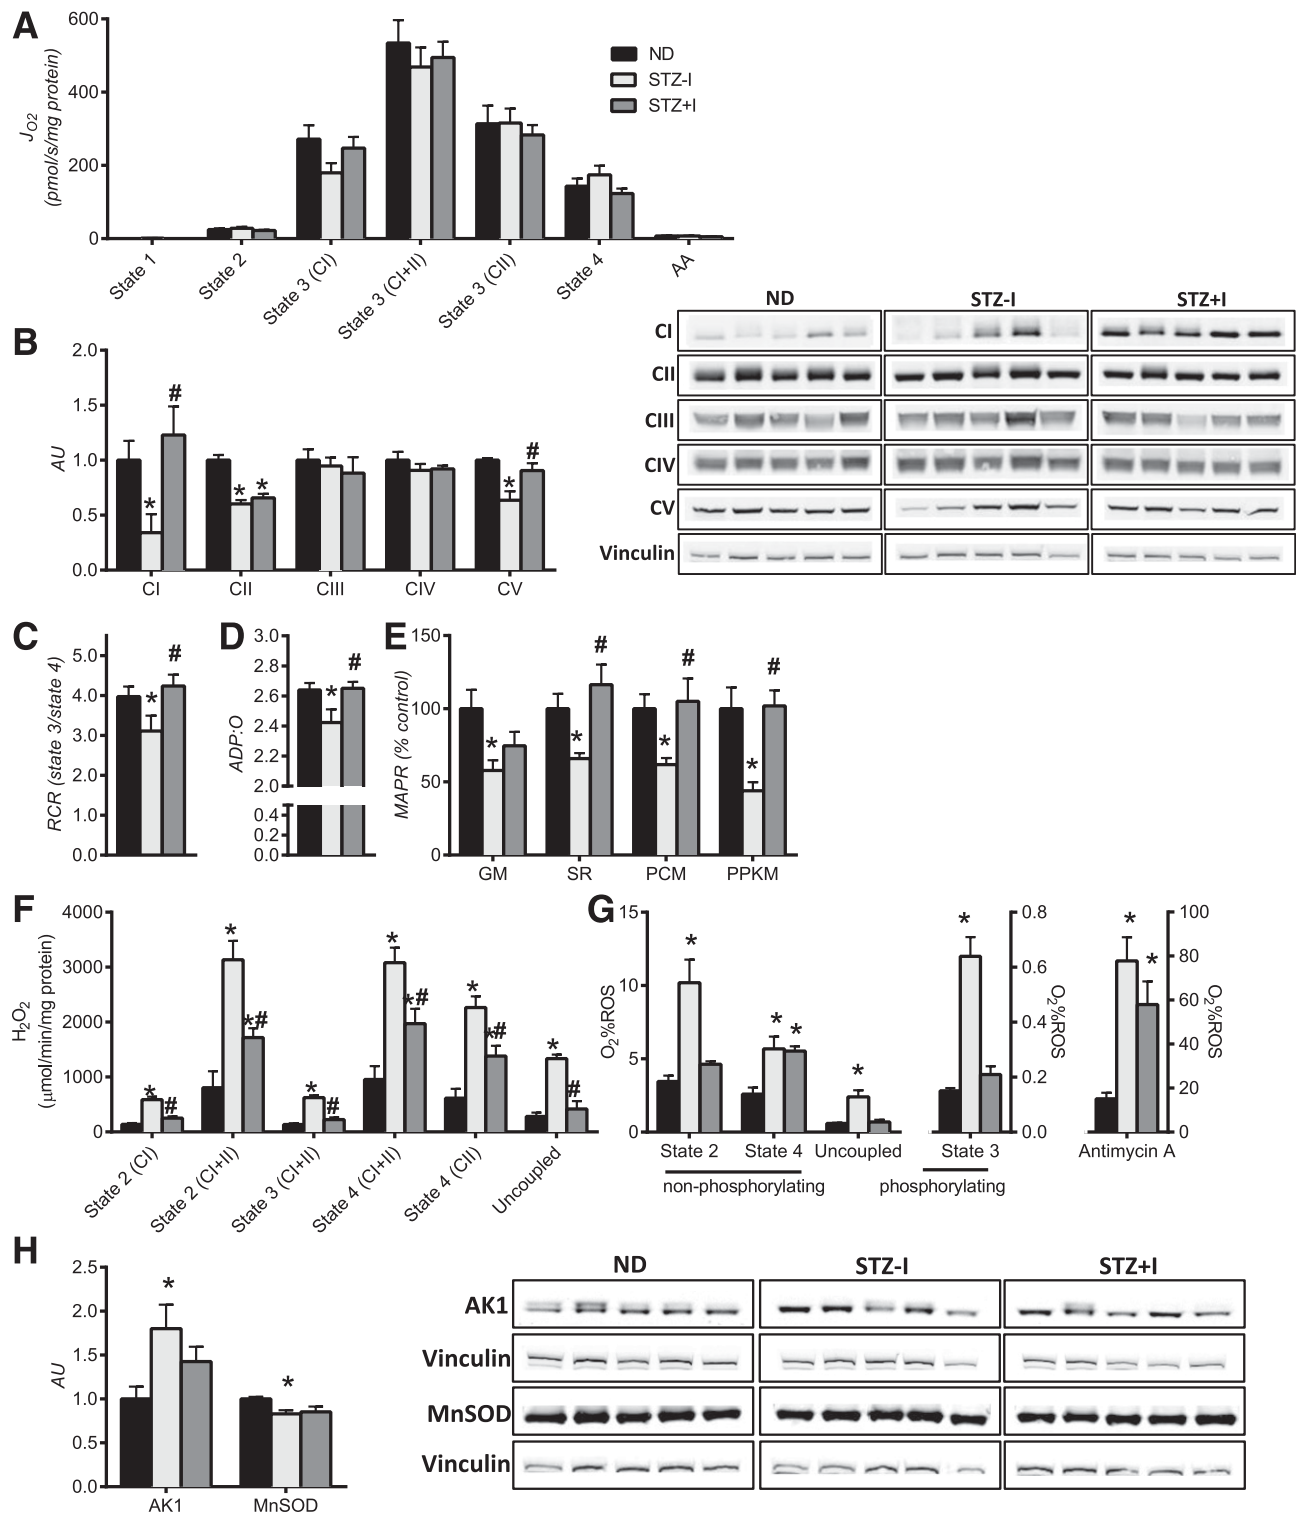 A
J O2
(pmol/s/mg protein)
600
400
200
0
ND
STZ-I
STZ+I
State 1
State 2
State 3 (CI)
State 3 (CI+II)
State 3 (CII)
State 4
AA
B
AU
2.0
1.5
1.0
0.5
0.0
* # * * * #
CI CII CIII CIV CV
ND STZ-I STZ+I
CI
CII
CIII
CIV
CV
Vinculin
C
RCR (state 3/state 4)
5.0
4.0
3.0
2.0
1.0
0.0
* #
D
ADP:O
3.0
2.8
2.6
2.4
2.2
2.0
0.4
0.2
0.0
* #
E
MAPR (% control)
150
100
50
0
* * # * # * #
GM SR PCM PPKM
F
H2O2
(μmol/min/mg protein)
4000
3000
2000
1000
0
* # * *# * # * *# * *# * #
State 2 (CI)
State 2 (CI+II)
State 3 (CI+II)
State 4 (CI+II)
State 4 (CII)
Uncoupled
G
O2%ROS
15
10
5
0
* * * *
State 2 State 4 Uncoupled
non-phosphorylating
*
0.8
0.6
0.4
0.2
0.0
O2%ROS
State 3
phosphorylating
* *
100
80
60
40
20
0
O2%ROS
Antimycin A
H
AU
2.5
2.0
1.5
1.0
0.5
0.0
* *
AK1 MnSOD
ND STZ-I STZ+I
AK1
Vinculin
MnSOD
Vinculin